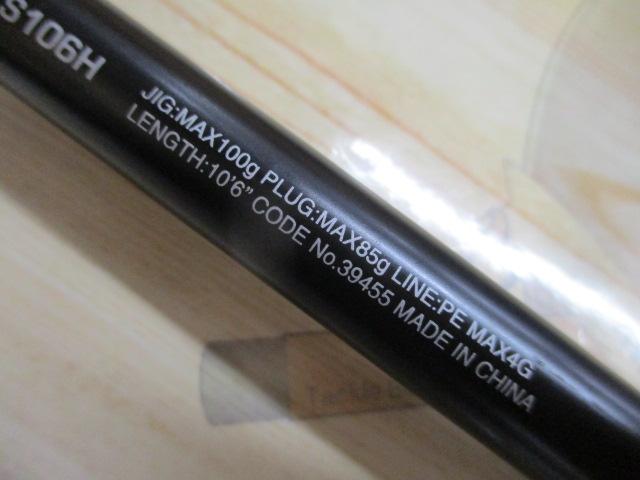 S106H
JIG:MAX100g PLUG:MAX85g LINE:PE MAX4G
LENGTH:10'6" CODE No.39455 MADE IN CHINA